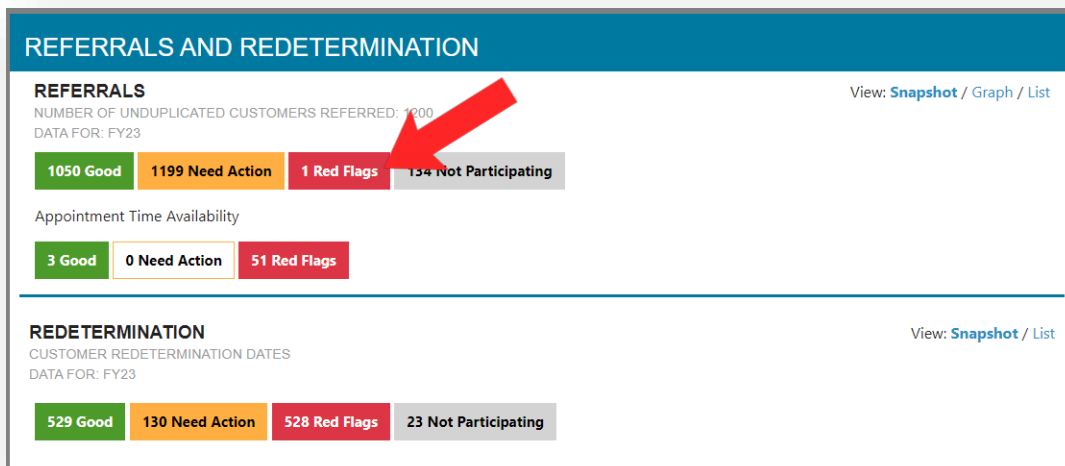 REFERRALS AND REDETERMINATION
REFERRALS
View: Snapshot / Graph / List
NUMBER OF UNDUPLICATED CUSTOMERS REFERRED: 1200
DATA FOR: FY23
1050 Good 1199 Need Action 1 Red Flags 134 Not Participating
Appointment Time Availability
3 Good 0 Need Action 51 Red Flags
REDETERMINATION
View: Snapshot / List
CUSTOMER REDETERMINATION DATES
DATA FOR: FY23
529 Good 130 Need Action 528 Red Flags 23 Not Participating